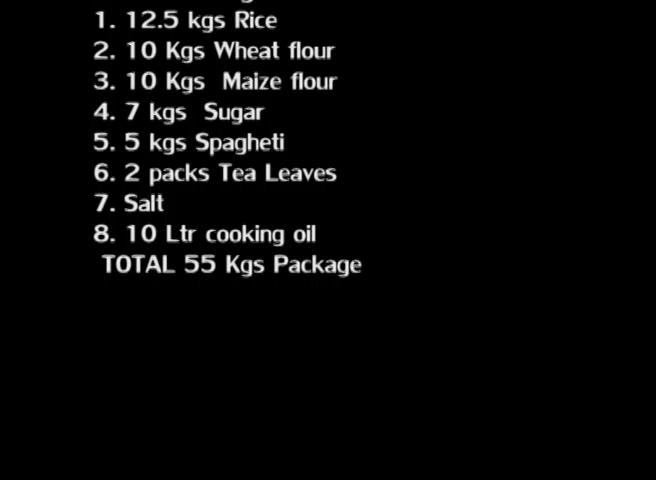 1. 12.5 kgs Rice
2. 10 Kgs Wheat flour
3. 10 Kgs Maize flour
4. 7 kgs Sugar
5. 5 kgs Spagheti
6. 2 packs Tea Leaves
7. Salt
8. 10 Ltr cooking oil
TOTAL 55 Kgs Package